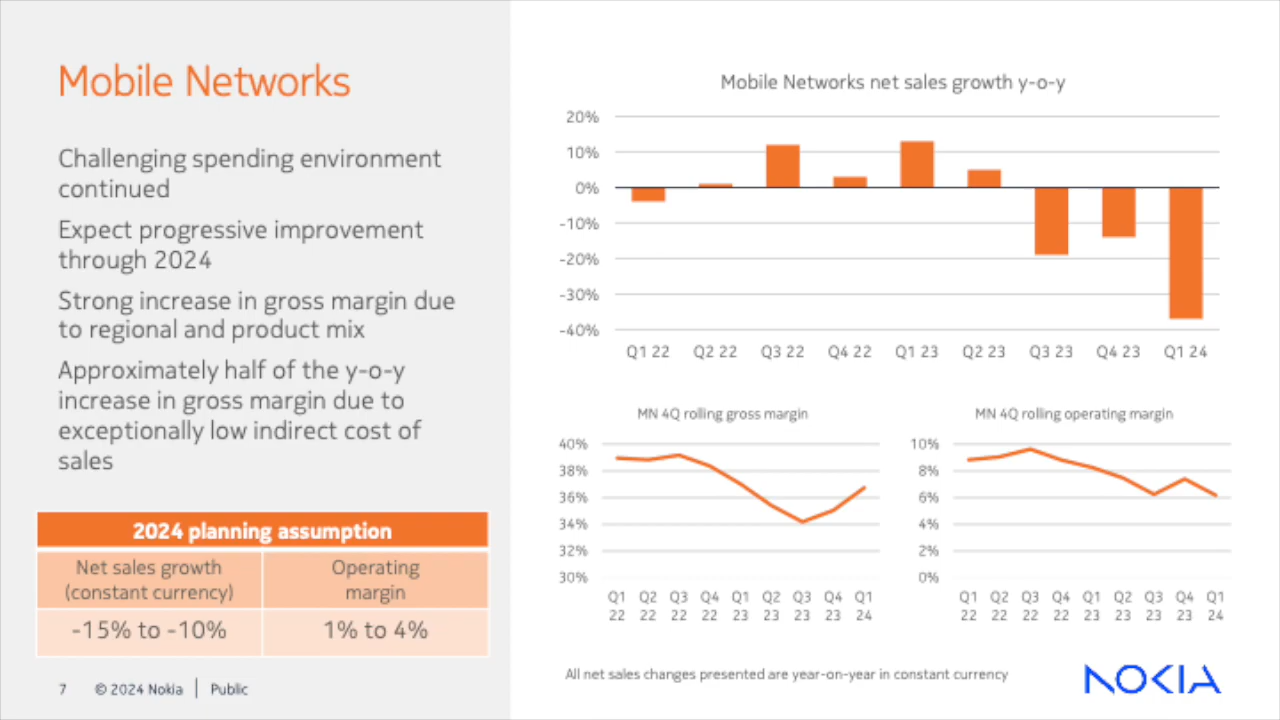 Mobile Networks
Challenging spending environment
continued
Expect progressive improvement
through 2024
Strong increase in gross margin due
to regional and product mix
Approximately half of the y-o-y
increase in gross margin due to
exceptionally low indirect cost of
sales
2024 planning assumption
Net sales growth
(constant currency)
Operating
margin
-15% to -10%
1% to 4%
7 © 2024 Nokia | Public
Mobile Networks net sales growth y-o-y
20%
10%
0%
-10%
-20%
-30%
-40%
Q1 22 Q2 22 Q3 22 Q4 22 Q1 23 Q2 23 Q3 23 Q4 23 Q1 24
MN 4Q rolling gross margin
40%
38%
36%
34%
32%
30%
Q1 Q2 Q3 Q4 Q1 Q2 Q3 Q4 Q1
22 22 22 22 23 23 23 23 24
MN 4Q rolling operating margin
10%
8%
6%
4%
2%
0%
Q1 Q2 Q3 Q4 Q1 Q2 Q3 Q4 Q1
22 22 22 22 23 23 23 23 24
All net sales changes presented are year-on-year in constant currency
NOKIA